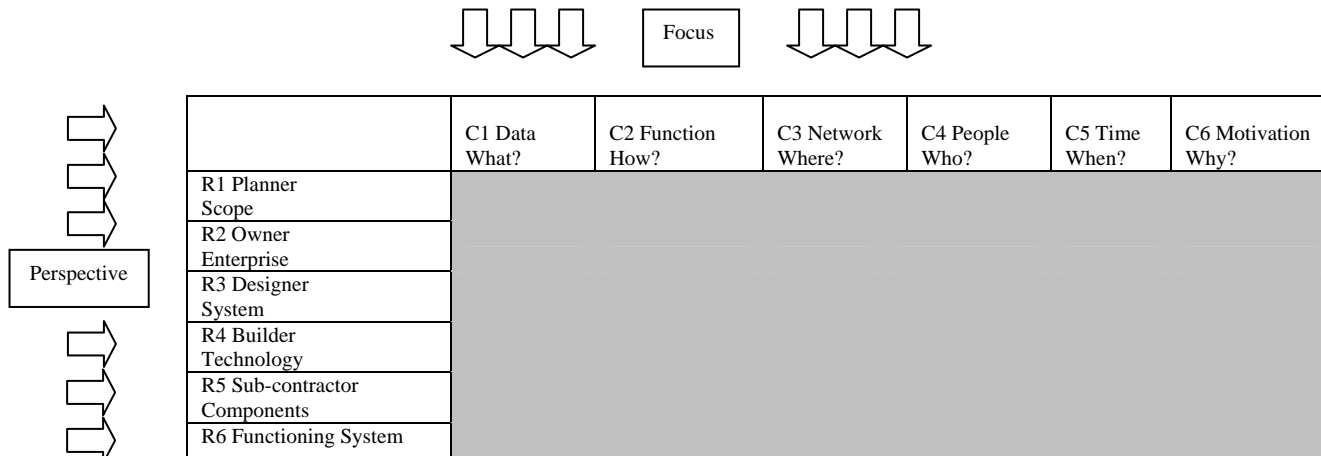 Focus
C1 Data
What?
C2 Function
How?
C3 Network
Where?
C4 People
Who?
C5 Time
When?
C6 Motivation
Why?
R1 Planner
Scope
R2 Owner
Enterprise
Perspective
R3 Designer
System
R4 Builder
Technology
R5 Sub-contractor
Components
R6 Functioning System